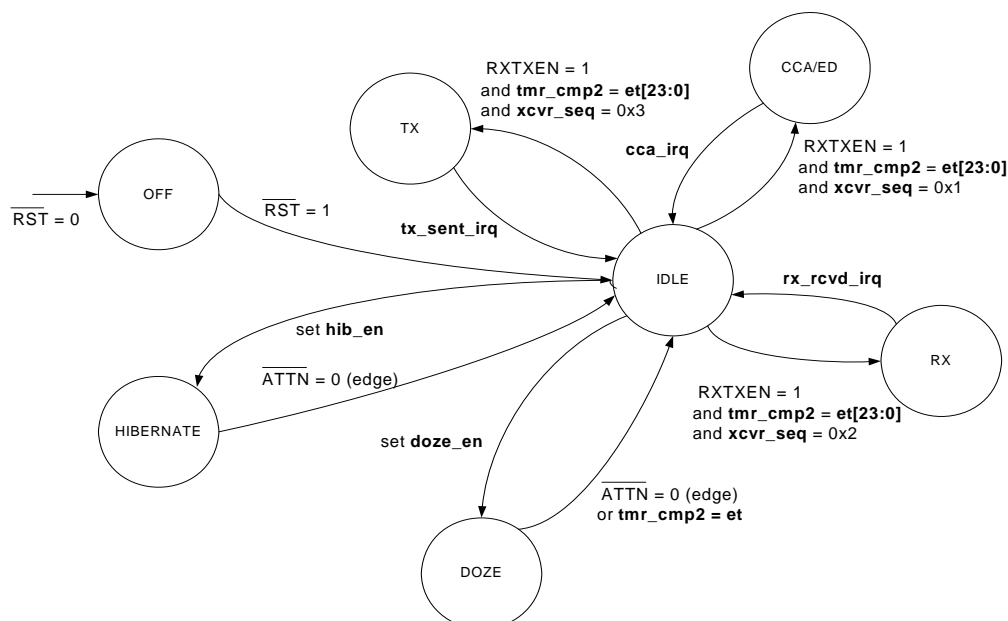 CCA/ED
RXTXEN = 1
and tmr_cmp2 = et[23:0]
and xcvr_seq = 0x3
TX
cca_irq
RXTXEN = 1
and tmr_cmp2 = et[23:0]
and xcvr_seq = 0x1
OFF
RST = 0
RST = 1
tx_sent_irq
IDLE
rx_rcvd_irq
set hib_en
RX
ATTN = 0 (edge)
RXTXEN = 1
and tmr_cmp2 = et[23:0]
and xcvr_seq = 0x2
HIBERNATE
set doze_en
ATTN = 0 (edge)
or tmr_cmp2 = et
DOZE